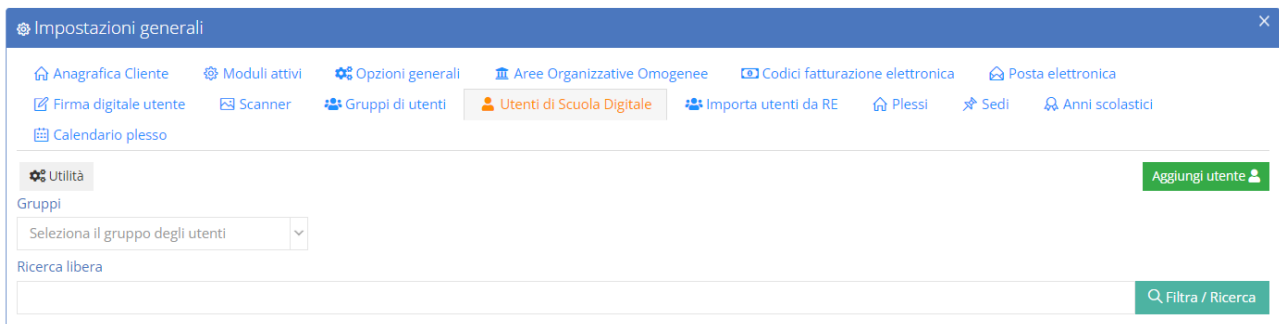 Impostazioni generali
Anagrafica Cliente Moduli attivi Opzioni generali Aree Organizzative Omogenee Codici fatturazione elettronica Posta elettronica
Firma digitale utente Scanner Gruppi di utenti Utenti di Scuola Digitale Importa utenti da RE Plessi Sedi Anni scolastici
Calendario plesso
Utilità Aggiungi utente
Gruppi
Seleziona il gruppo degli utenti
Ricerca libera
Filtra / Ricerca